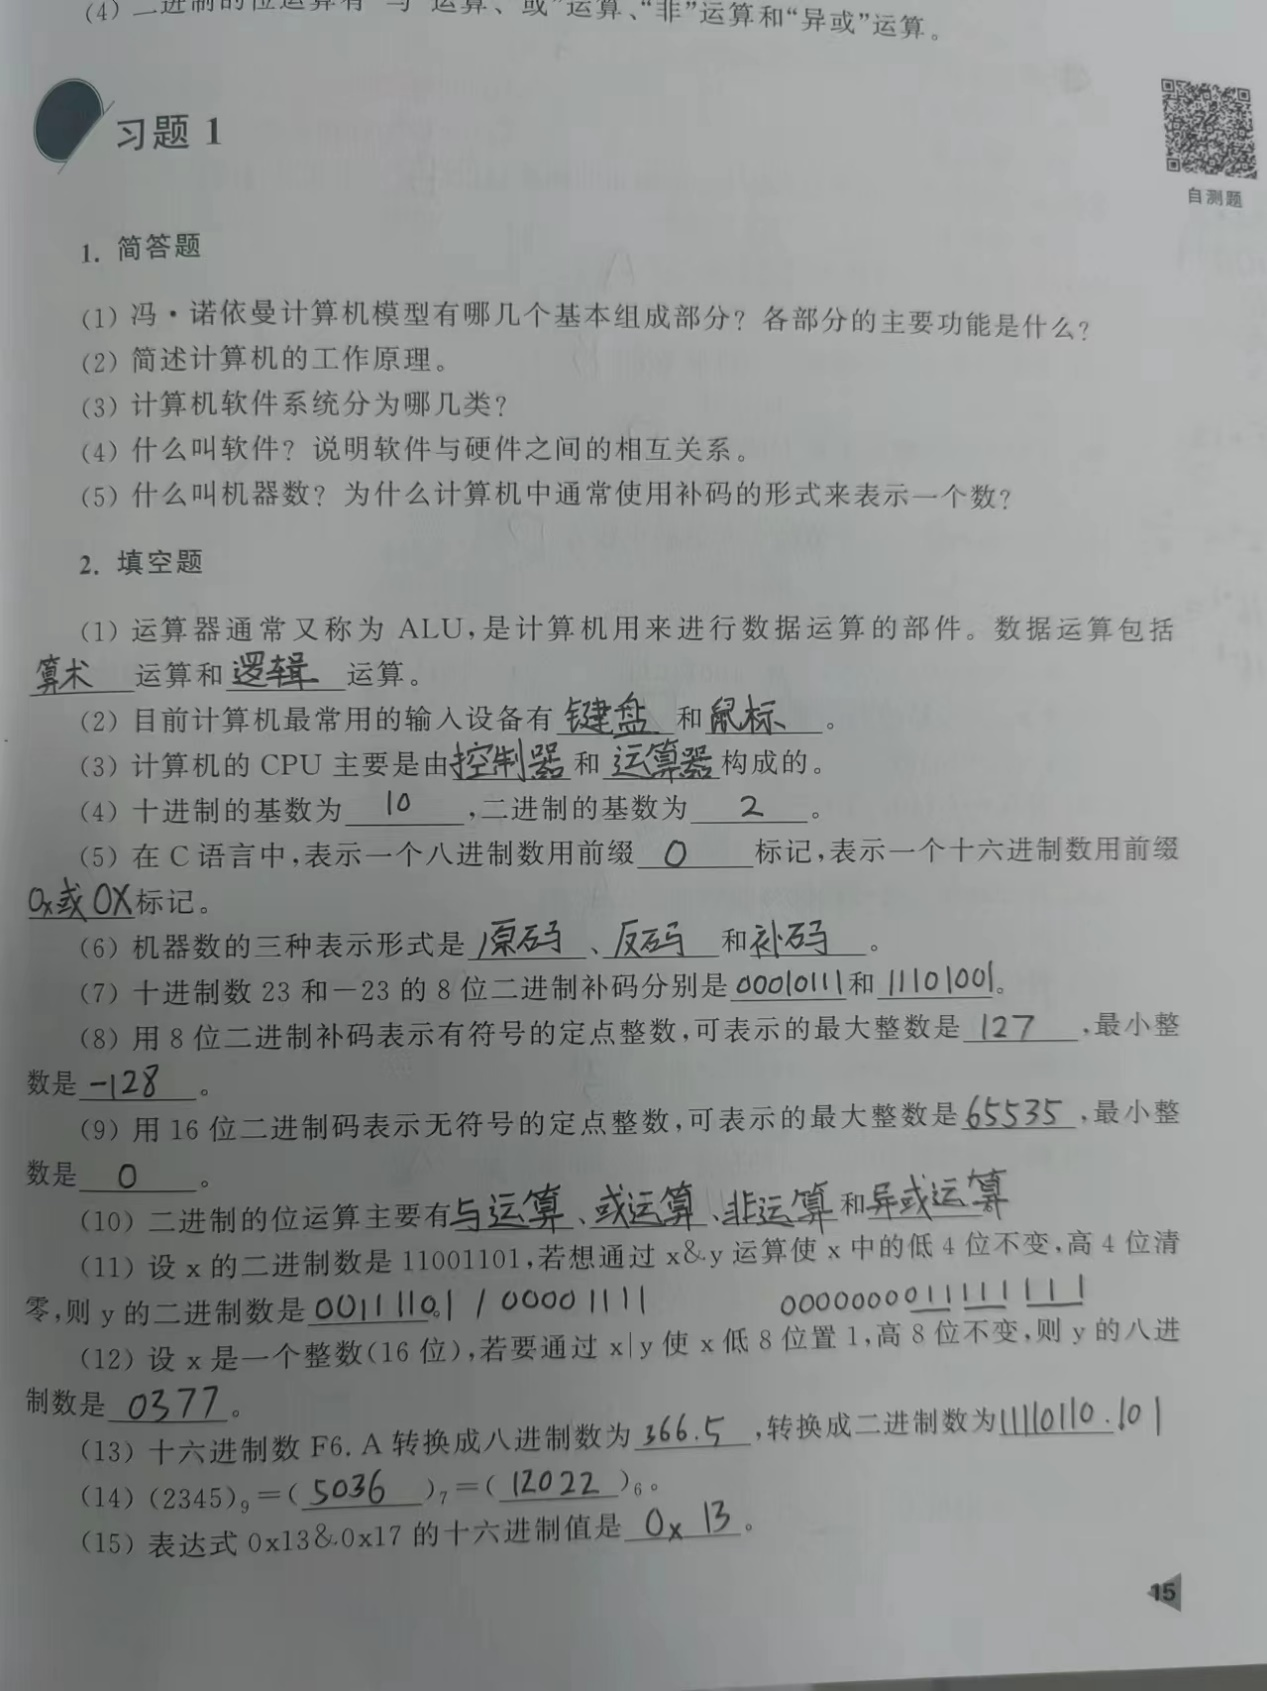 (4) 二进制的位运算有“与”运算、“或”运算、“非”运算和“异或”运算。
习题 1
自测题
1. 简答题
(1) 冯·诺依曼计算机模型有哪几个基本组成部分？各部分的主要功能是什么？
(2) 简述计算机的工作原理。
(3) 计算机软件系统分为哪几类？
(4) 什么叫软件？说明软件与硬件之间的相互关系。
(5) 什么叫机器数？为什么计算机中通常使用补码的形式来表示一个数？
2. 填空题
(1) 运算器通常又称为 ALU,是计算机用来进行数据运算的部件。数据运算包括
算术 运算和 逻辑 运算。
(2) 目前计算机最常用的输入设备有 键盘 和 鼠标 。
(3) 计算机的 CPU 主要是由 控制器 和 运算器 构成的。
(4) 十进制的基数为 10 ,二进制的基数为 2 。
(5) 在 C 语言中,表示一个八进制数用前缀 0 标记,表示一个十六进制数用前缀
0x或0X 标记。
(6) 机器数的三种表示形式是 原码 、 反码 和 补码 。
(7) 十进制数 23 和－23 的 8 位二进制补码分别是 00010111 和 11101001 。
(8) 用 8 位二进制补码表示有符号的定点整数,可表示的最大整数是 127 ,最小整
数是 -128 。
(9) 用 16 位二进制码表示无符号的定点整数,可表示的最大整数是 65535 ,最小整
数是 0 。
(10) 二进制的位运算主要有 与运算 、 或运算 、 非运算 和 异或运算
(11) 设 x 的二进制数是 11001101,若想通过 x&y 运算使 x 中的低 4 位不变,高 4 位清
零,则 y 的二进制数是 00111101 。 / 00001111 0000000011111111
(12) 设 x 是一个整数(16 位),若要通过 x|y 使 x 低 8 位置 1,高 8 位不变,则 y 的八进
制数是 0377 。
(13) 十六进制数 F6.A 转换成八进制数为 366.5 ,转换成二进制数为 11110110.101
(14) (2345)₉＝( 5036 )₇＝( 12022 )₆。
(15) 表达式 0x13&0x17 的十六进制值是 0x 13 。
15